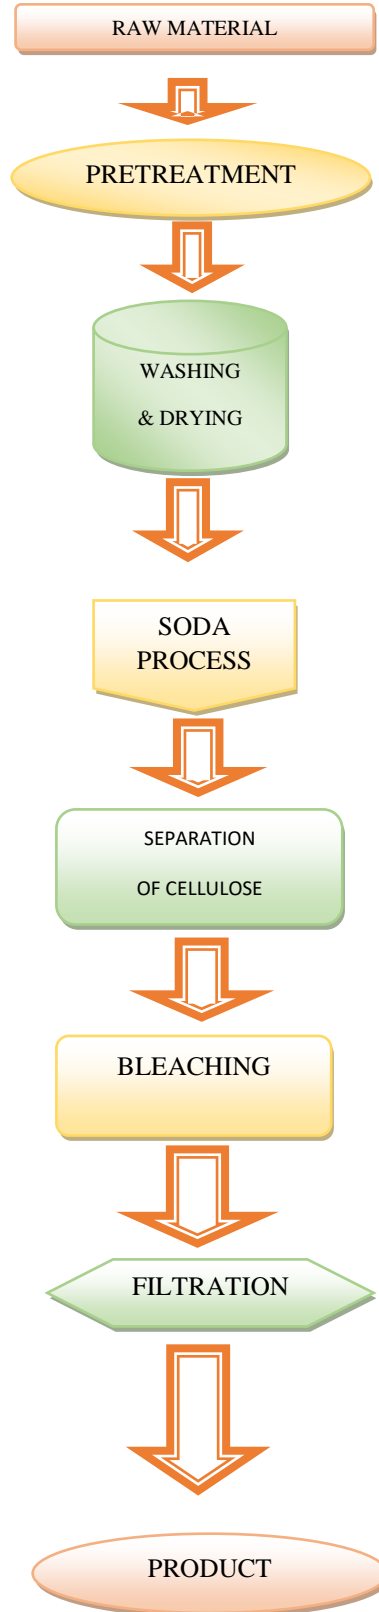 RAW MATERIAL
PRETREATMENT
WASHING
& DRYING
SODA
PROCESS
SEPARATION
OF CELLULOSE
BLEACHING
FILTRATION
PRODUCT